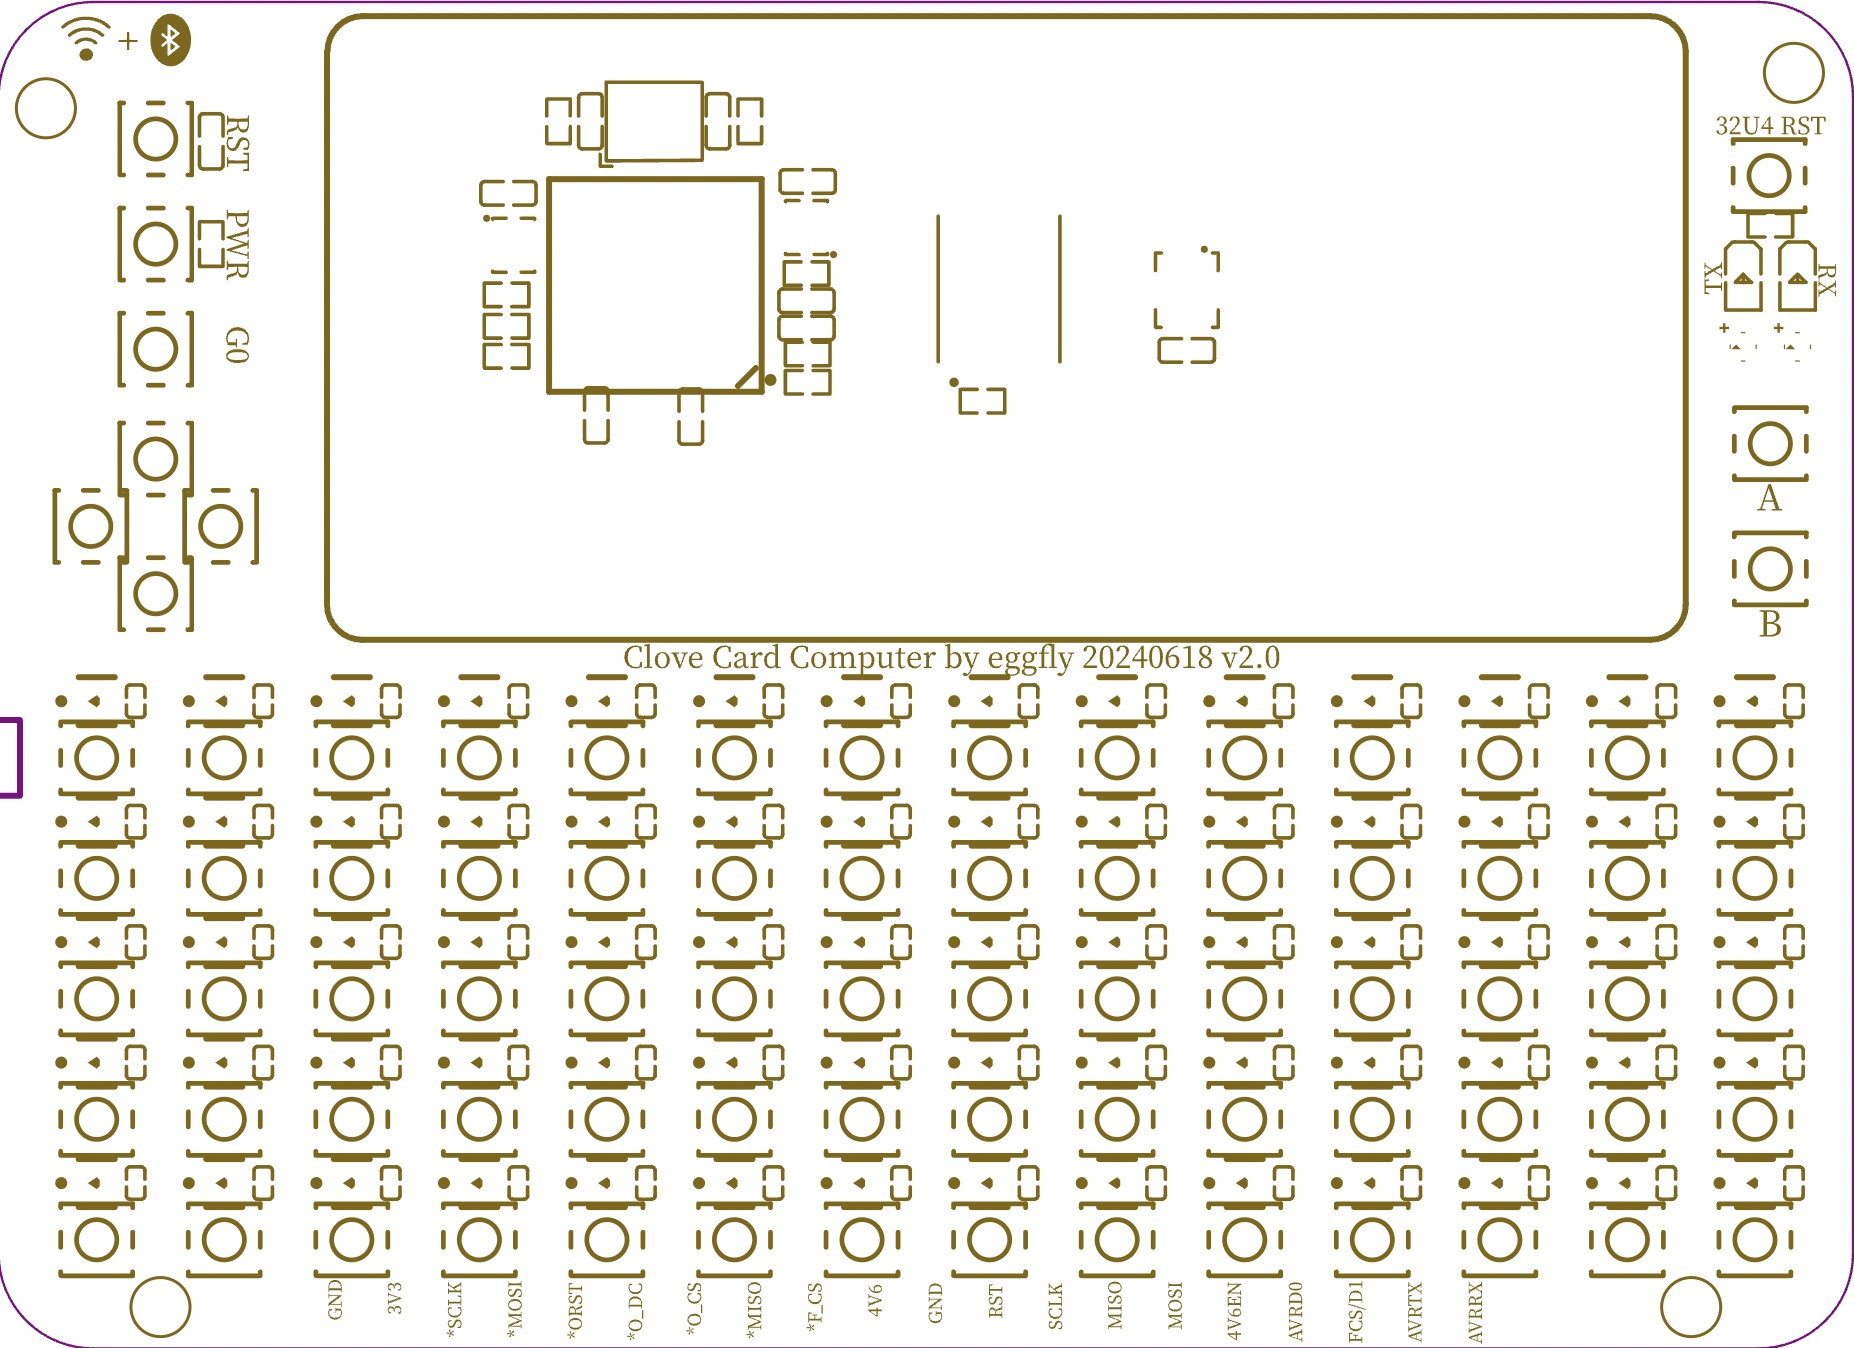 +
RST
PWR
G0
32U4 RST
TX
RX
+ - + -
A
B
Clove Card Computer by eggfly 20240618 v2.0
GND
3V3
*SCLK
*MOSI
*ORST
*O_DC
*O_CS
*MISO
*F_CS
4V6
GND
RST
SCLK
MISO
MOSI
4V6EN
AVRD0
FCS/D1
AVRTX
AVRRX